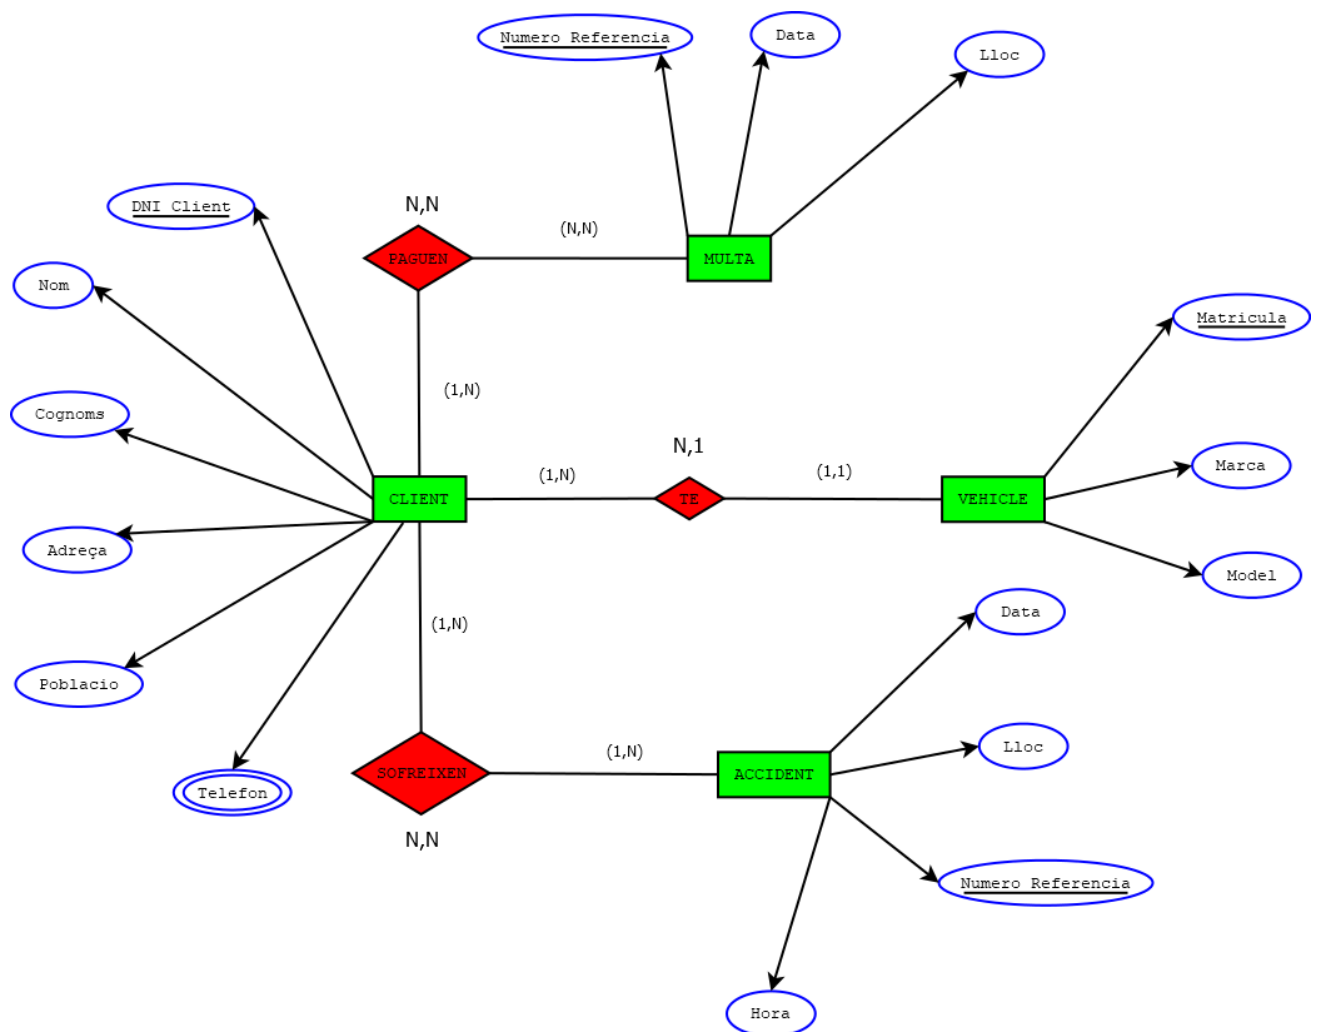 Numero Referencia
Data
Lloc
DNI Client
N,N
(N,N)
PAGUEN
MULTA
Nom
Matricula
(1,N)
Cognoms
N,1
Marca
(1,N)
(1,1)
CLIENT
TE
VEHICLE
Adreça
Model
Data
(1,N)
Poblacio
Lloc
(1,N)
SOFREIXEN
ACCIDENT
Telefon
N,N
Numero Referencia
Hora